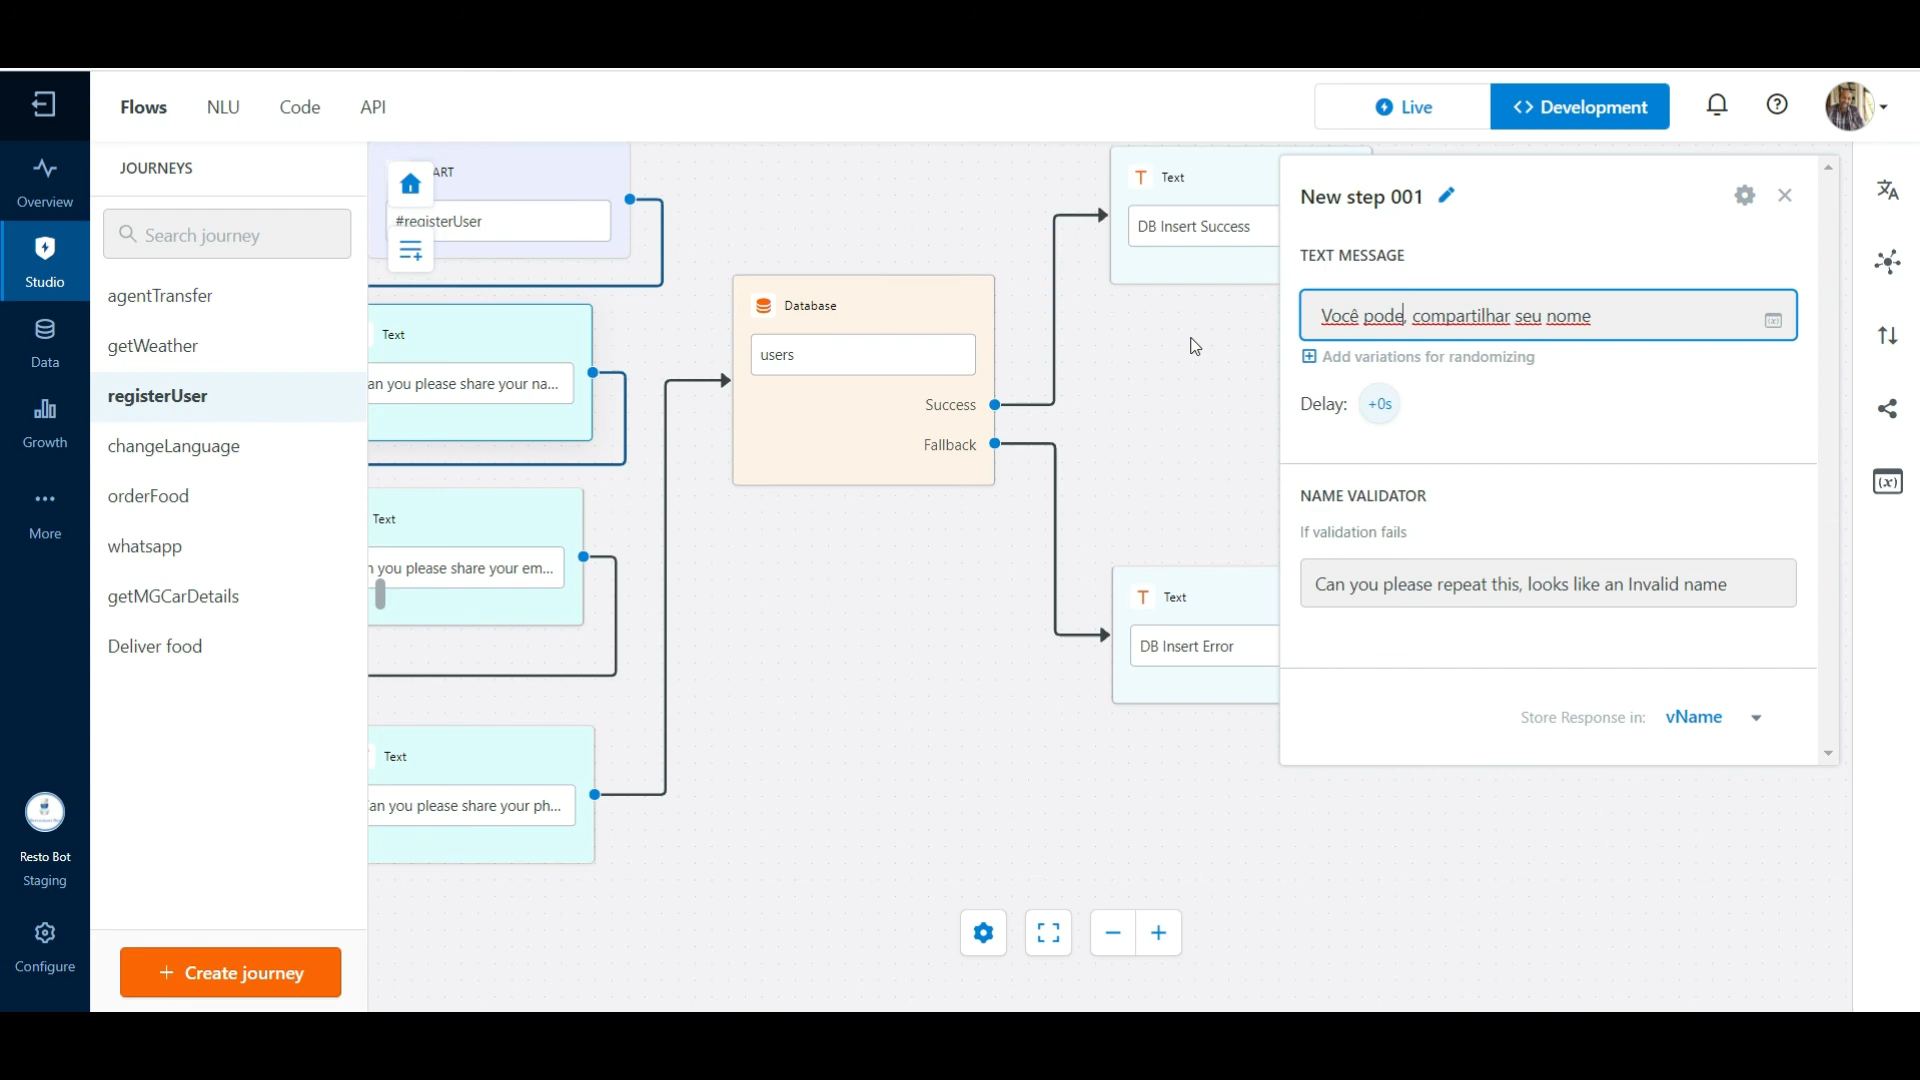 Flows
NLU
Code
API
Live
<> Development
Overview
Studio
Data
Growth
More
Resto Bot
Staging
Configure
JOURNEYS
Search journey
agentTransfer
getWeather
registerUser
changeLanguage
orderFood
whatsapp
getMGCarDetails
Deliver food
+ Create journey
ART
#registerUser
Text
an you please share your na...
Text
n you please share your em...
Text
an you please share your ph...
Database
users
Success
Fallback
T Text
DB Insert Success
T Text
DB Insert Error
New step 001
TEXT MESSAGE
Você pode, compartilhar seu nome
Add variations for randomizing
Delay: +0s
NAME VALIDATOR
If validation fails
Can you please repeat this, looks like an Invalid name
Store Response in: vName
(x)